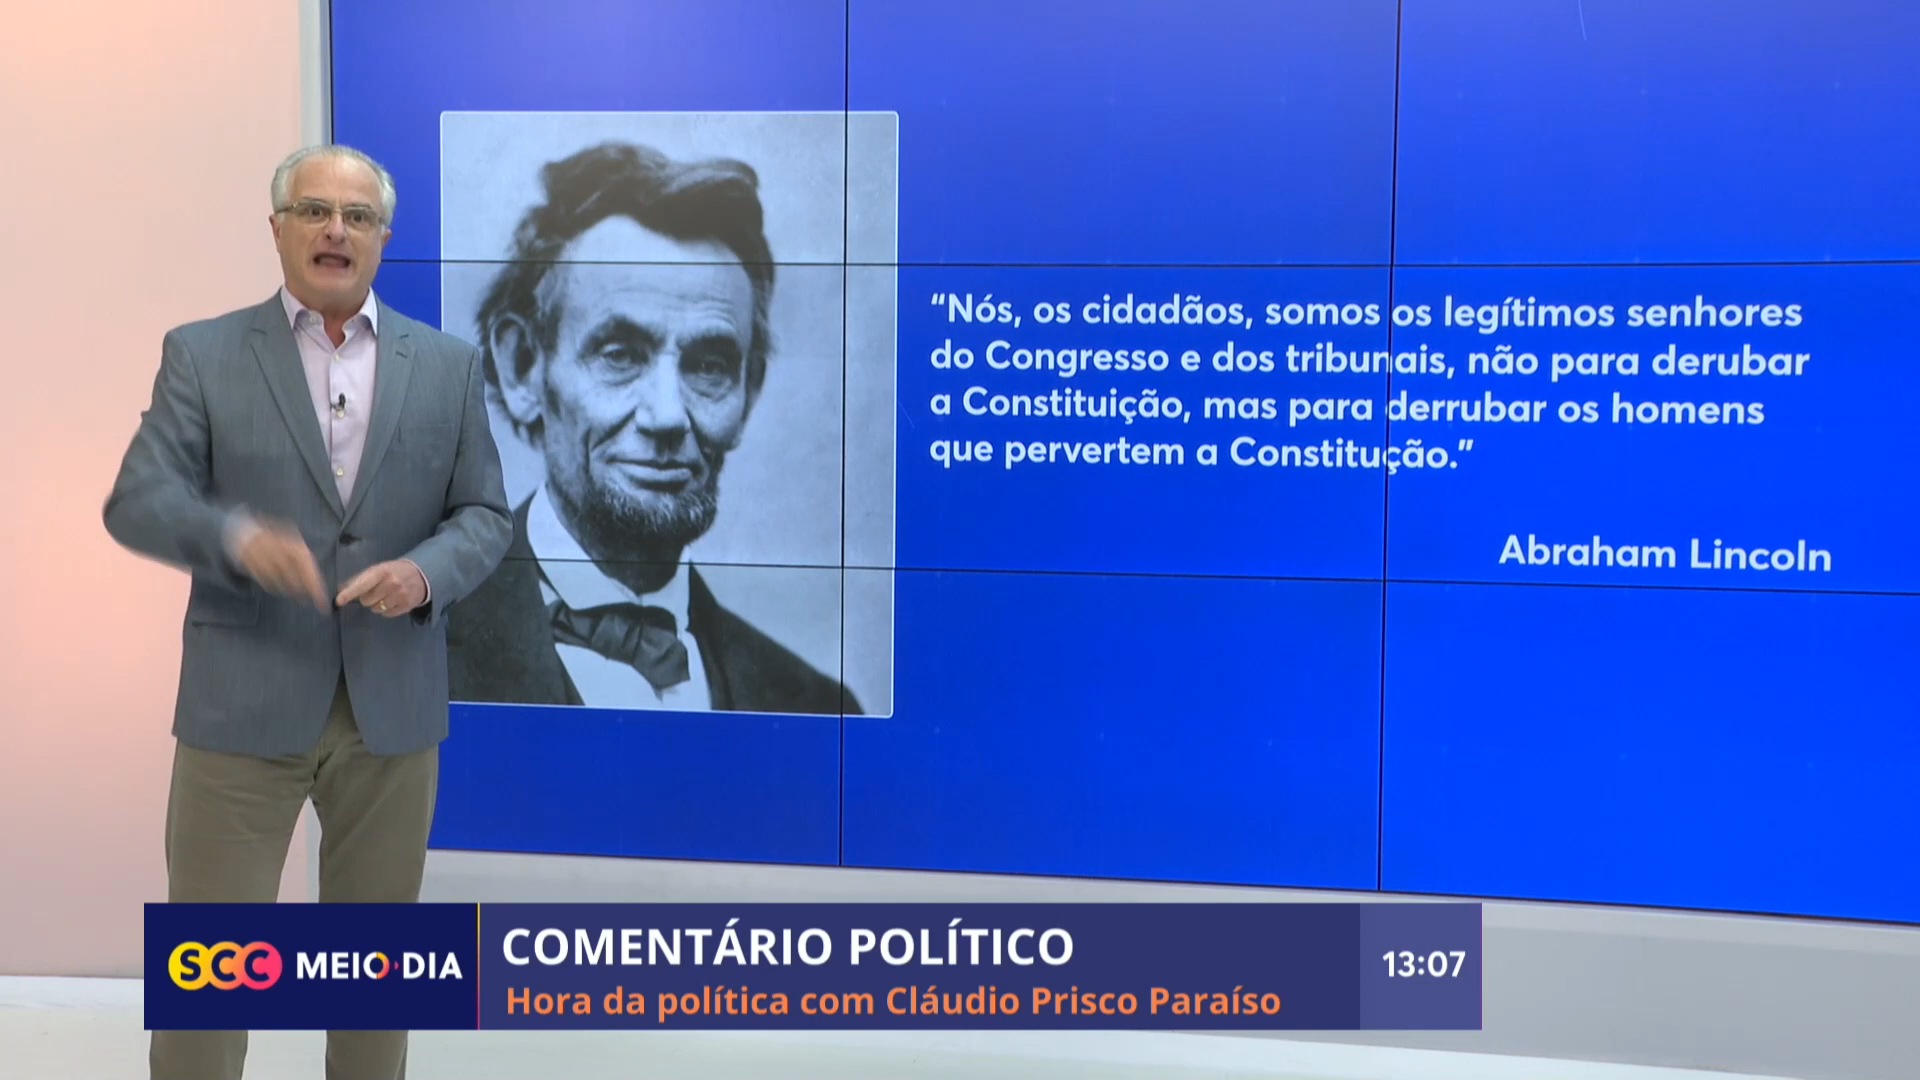 “Nós, os cidadãos, somos os legítimos senhores
do Congresso e dos tribunais, não para derubar
a Constituição, mas para derrubar os homens
que pervertem a Constitução.”
Abraham Lincoln
SCC MEIO DIA
COMENTÁRIO POLÍTICO
Hora da política com Cláudio Prisco Paraíso
13:07